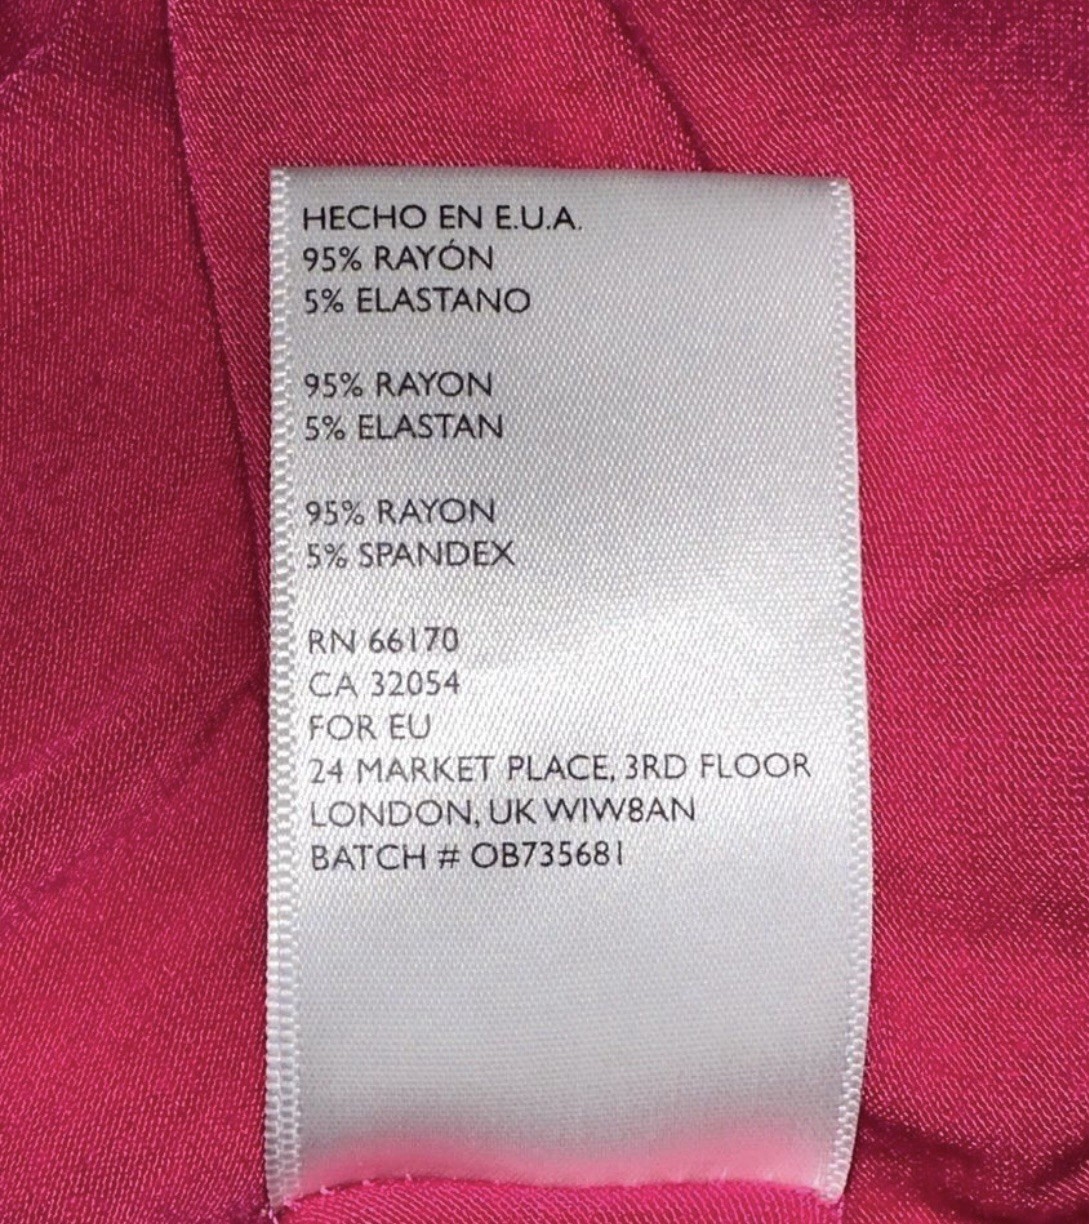 HECHO EN E.U.A.
95% RAYÓN
5% ELASTANO
95% RAYON
5% ELASTAN
95% RAYON
5% SPANDEX
RN 66170
CA 32054
FOR EU
24 MARKET PLACE, 3RD FLOOR
LONDON, UK W1W8AN
BATCH # OB735681